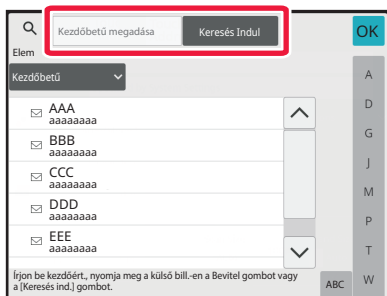 Kezdőbetű megadása Keresés Indul OK
Elem
Kezdőbetű
AAA
aaaaaaaa
BBB
aaaaaaaa
CCC
aaaaaaaa
DDD
aaaaaaaa
EEE
aaaaaaaa
Írjon be kezdőért., nyomja meg a külső bill.-en a Bevitel gombot vagy
a [Keresés ind.] gombot.
ABC
A
D
G
J
M
P
T
W